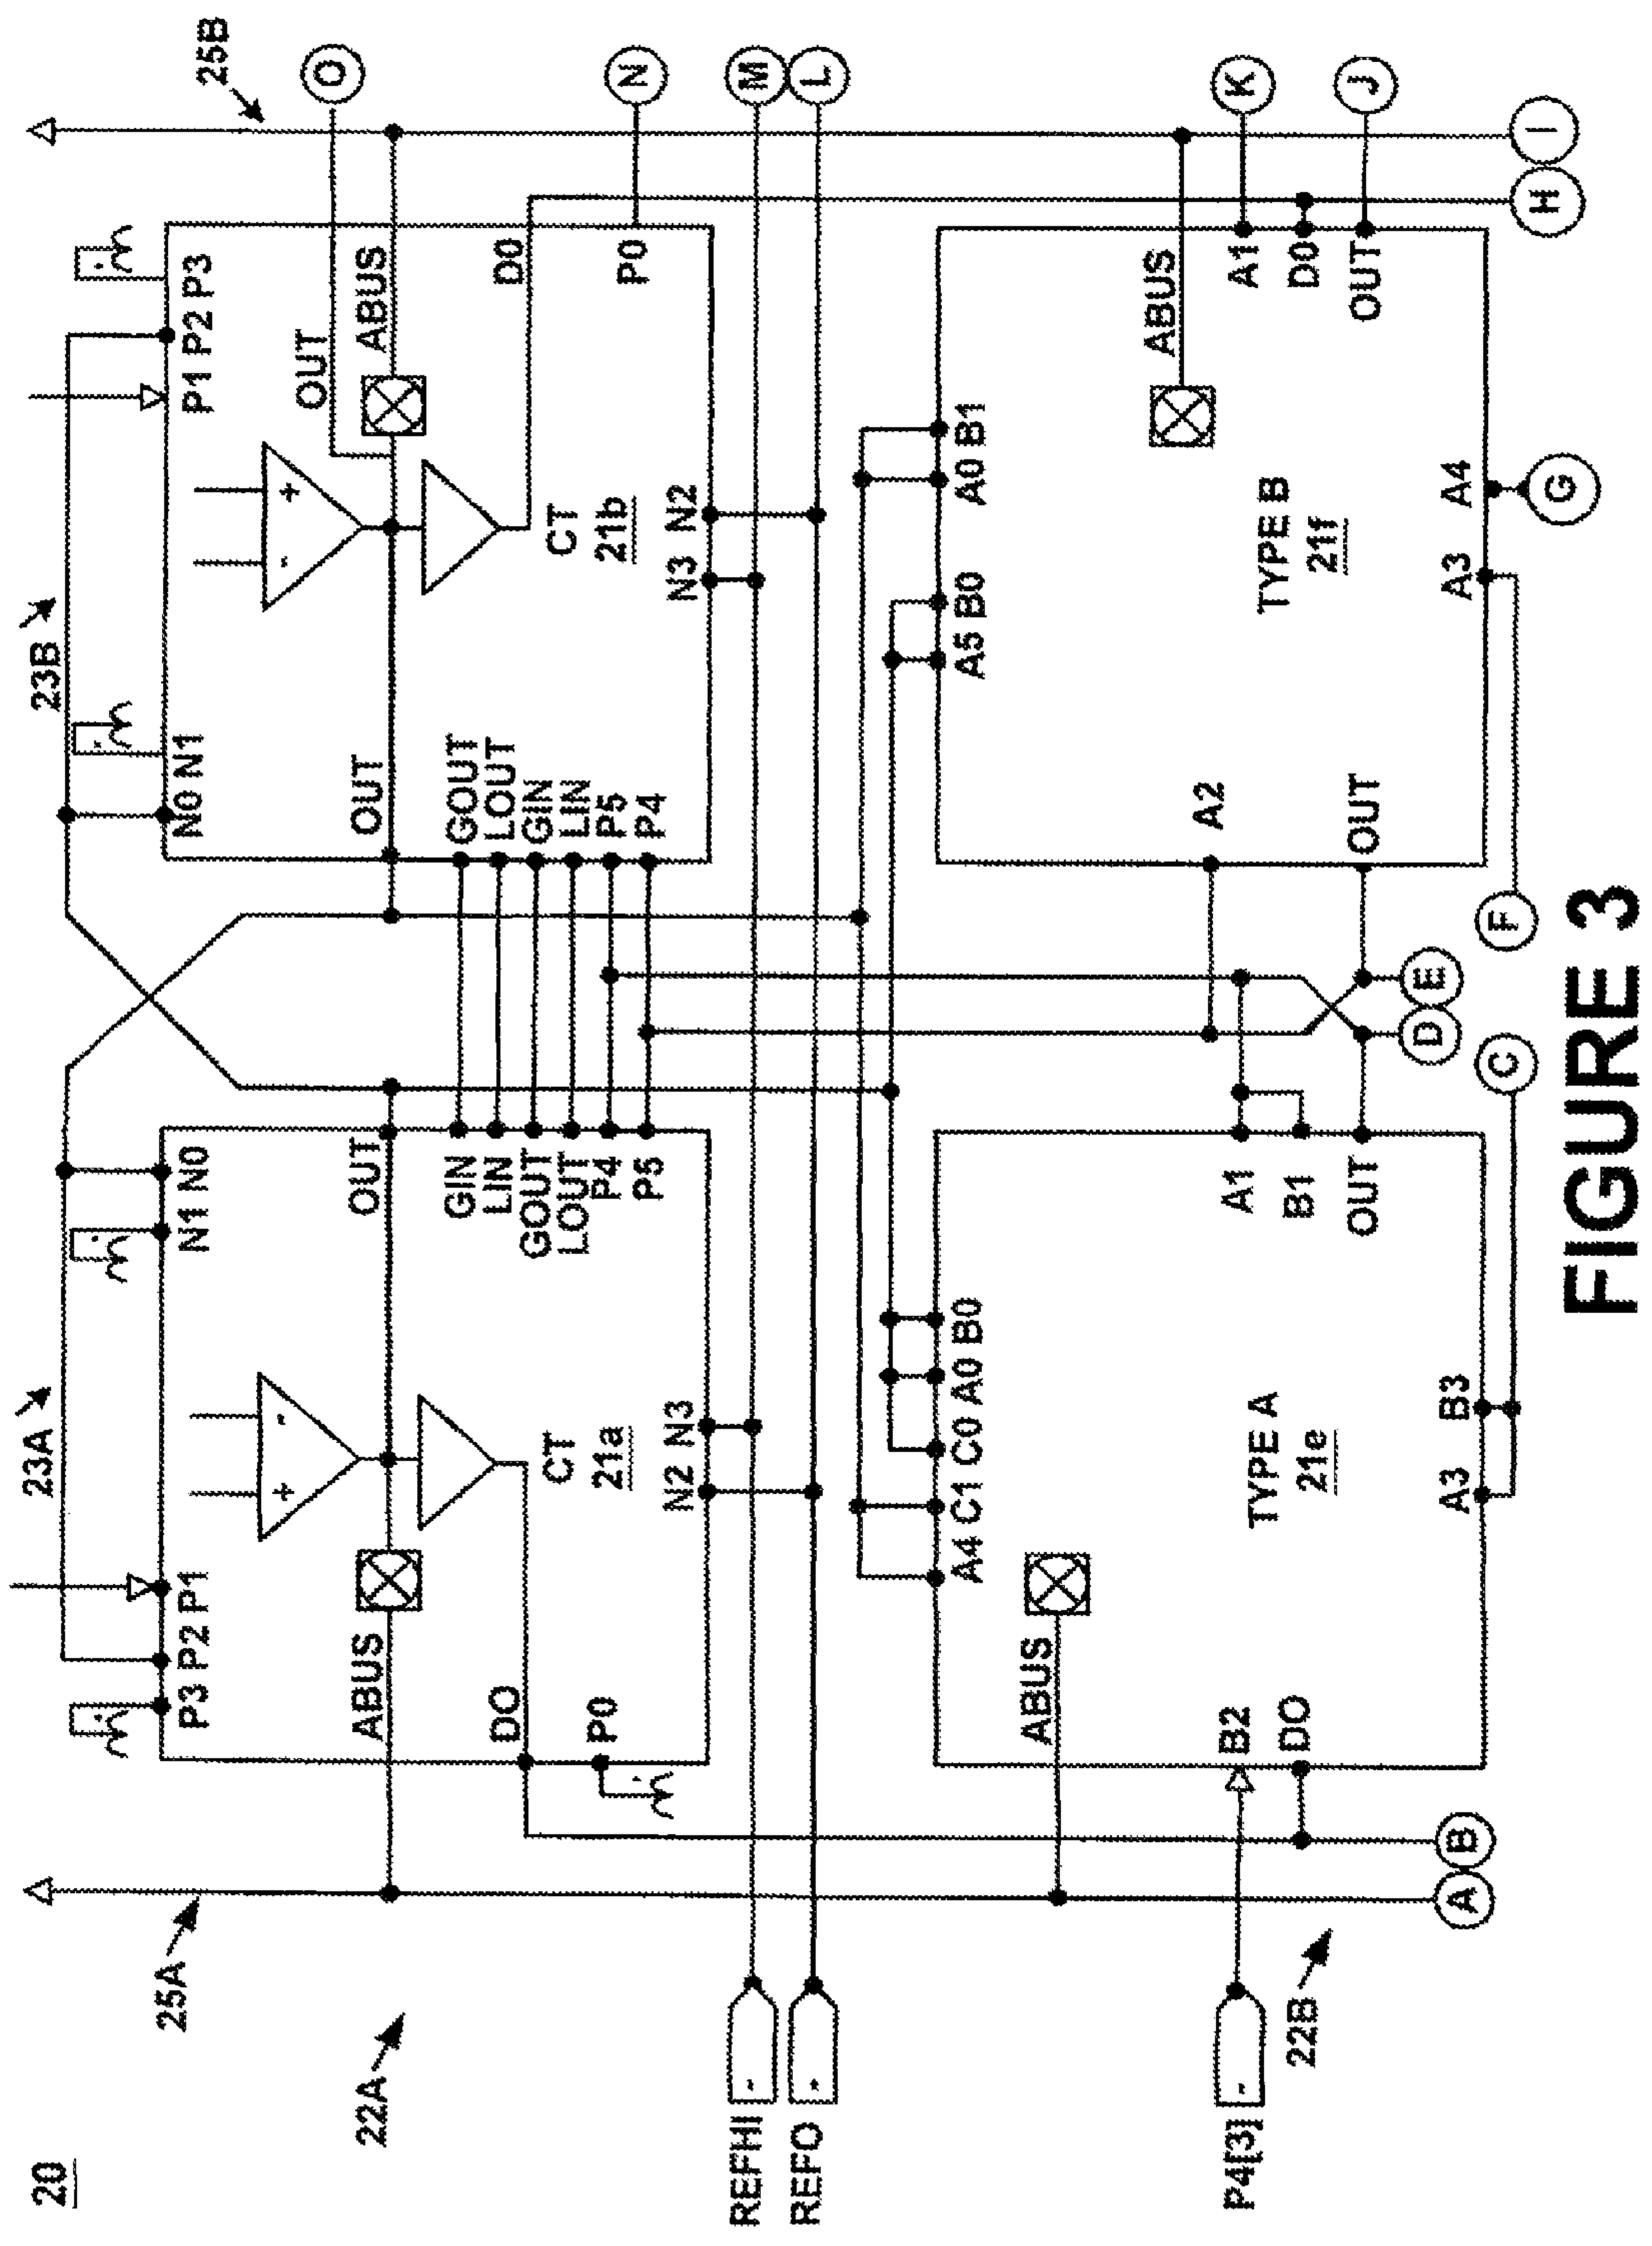 20
25A
23A
23B
25B
22A
P3 P2 P1
N1 N0
N0 N1
P1 P2 P3
+
-
-
+
ABUS
OUT
OUT
OUT
ABUS
O
DO
GIN
LIN
GOUT
LOUT
P4
P5
GOUT
LOUT
GIN
LIN
P5
P4
D0
P0
CT
21a
CT
21b
P0
N
N2 N3
N3 N2
REFHI
-
M
REFO
L
A4 C1 C0 A0 B0
A5 B0
A0 B1
ABUS
ABUS
P4[3]
-
B2
A1
A2
A1
K
DO
TYPE A
21e
B1
TYPE B
21f
D0
22B
OUT
OUT
OUT
J
A3
B3
A3
A4
A
B
C
D
E
F
G
H
I
FIGURE 3